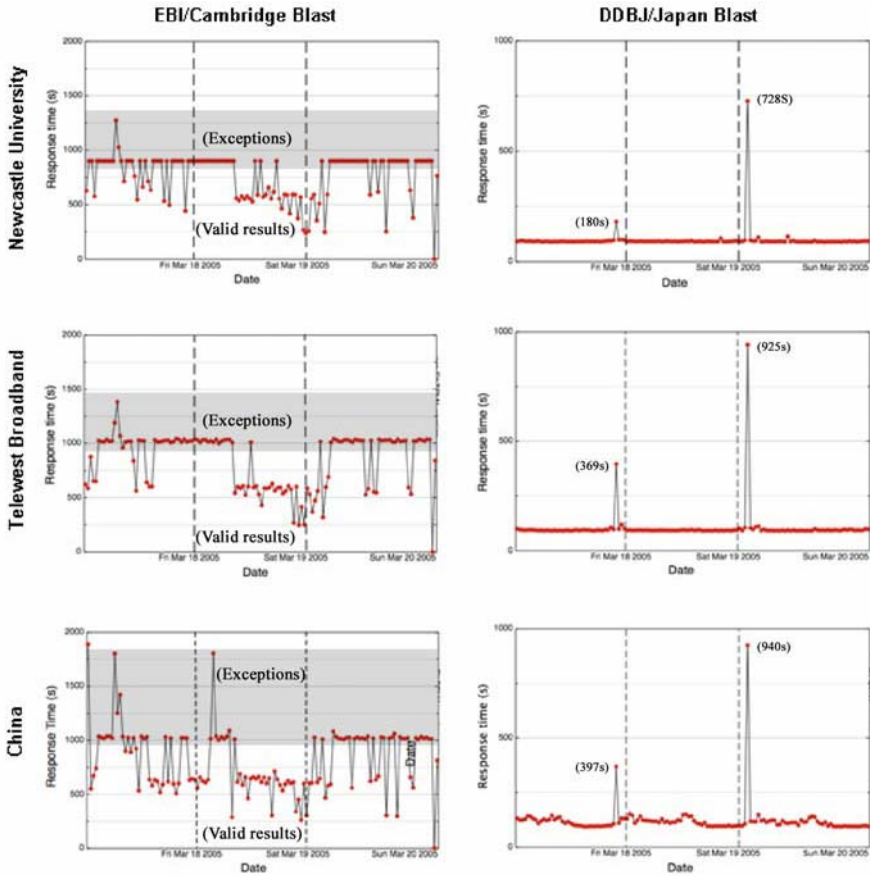 EBI/Cambridge Blast
DDBJ/Japan Blast
Newcastle University
Response time (s)
2000
1500
1000
500
0
(Exceptions)
(Valid results)
Fri Mar 18 2005
Sat Mar 19 2005
Sun Mar 20 2005
Date
Response time (s)
1000
750
500
250
0
(728S)
(180s)
Fri Mar 18 2005
Sat Mar 19 2005
Sun Mar 20 2005
Date
Telewest Broadband
Response time (s)
2000
1500
1000
500
0
(Exceptions)
(Valid results)
Fri Mar 18 2005
Sat Mar 19 2005
Sun Mar 20 2005
Date
Response time (s)
1000
500
0
(925s)
(369s)
Fri Mar 18 2005
Sat Mar 19 2005
Sun Mar 20 2005
Date
China
Response Time (s)
2000
1500
1000
500
0
(Exceptions)
Date
(Valid results)
Fri Mar 18 2005
Sat Mar 19 2005
Sun Mar 20 2005
Date
Response time (s)
1000
500
0
(940s)
(397s)
Fri Mar 18 2005
Sat Mar 19 2005
Sun Mar 20 2005
Date